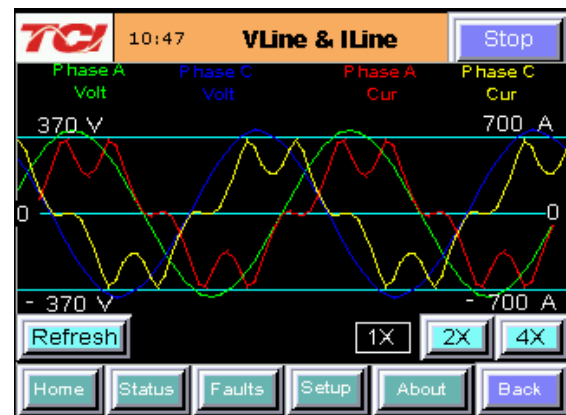 TCI 10:47 VLine & ILine Stop
Phase A Phase C Phase A Phase C
Volt Volt Cur Cur
370 V 700 A
0 0
- 370 V - 700 A
Refresh 1X 2X 4X
Home Status Faults Setup About Back